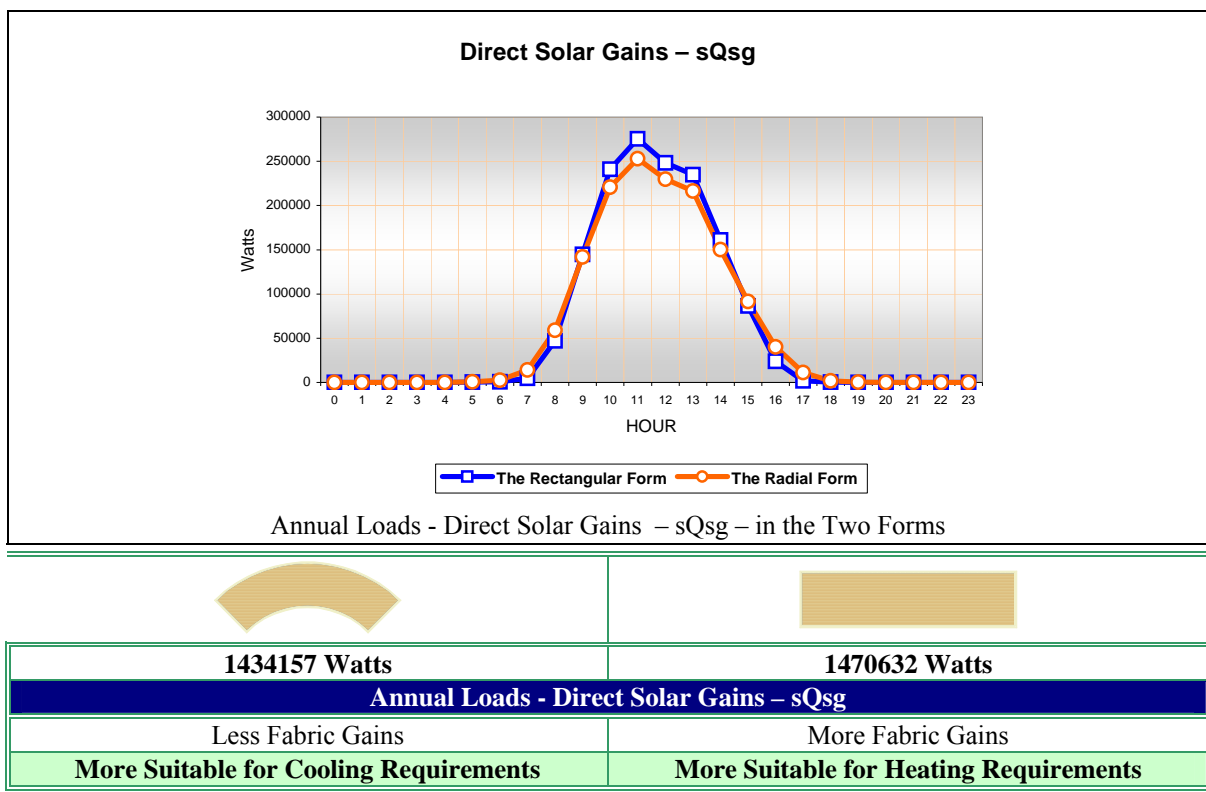 Direct Solar Gains – sQsg
300000
250000
200000
150000
100000
50000
0
Watts
0 1 2 3 4 5 6 7 8 9 10 11 12 13 14 15 16 17 18 19 20 21 22 23
HOUR
The Rectangular Form The Radial Form
Annual Loads - Direct Solar Gains – sQsg – in the Two Forms
1434157 Watts 1470632 Watts
Annual Loads - Direct Solar Gains – sQsg
Less Fabric Gains More Fabric Gains
More Suitable for Cooling Requirements More Suitable for Heating Requirements